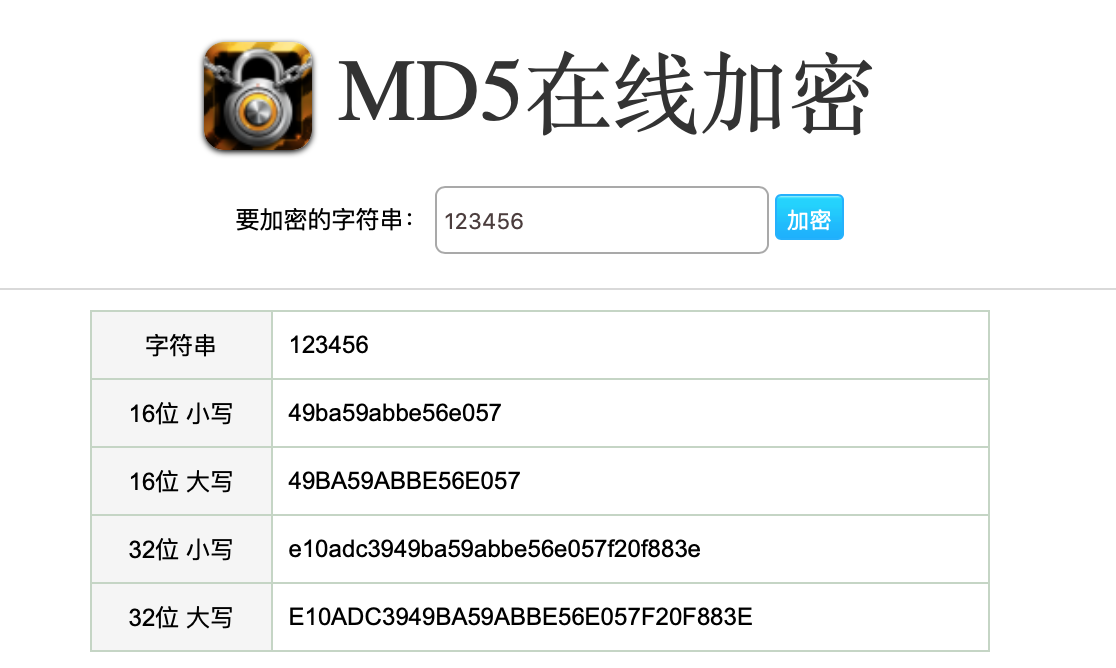 MD5在线加密
要加密的字符串： 123456 加密
字符串 123456
16位 小写 49ba59abbe56e057
16位 大写 49BA59ABBE56E057
32位 小写 e10adc3949ba59abbe56e057f20f883e
32位 大写 E10ADC3949BA59ABBE56E057F20F883E